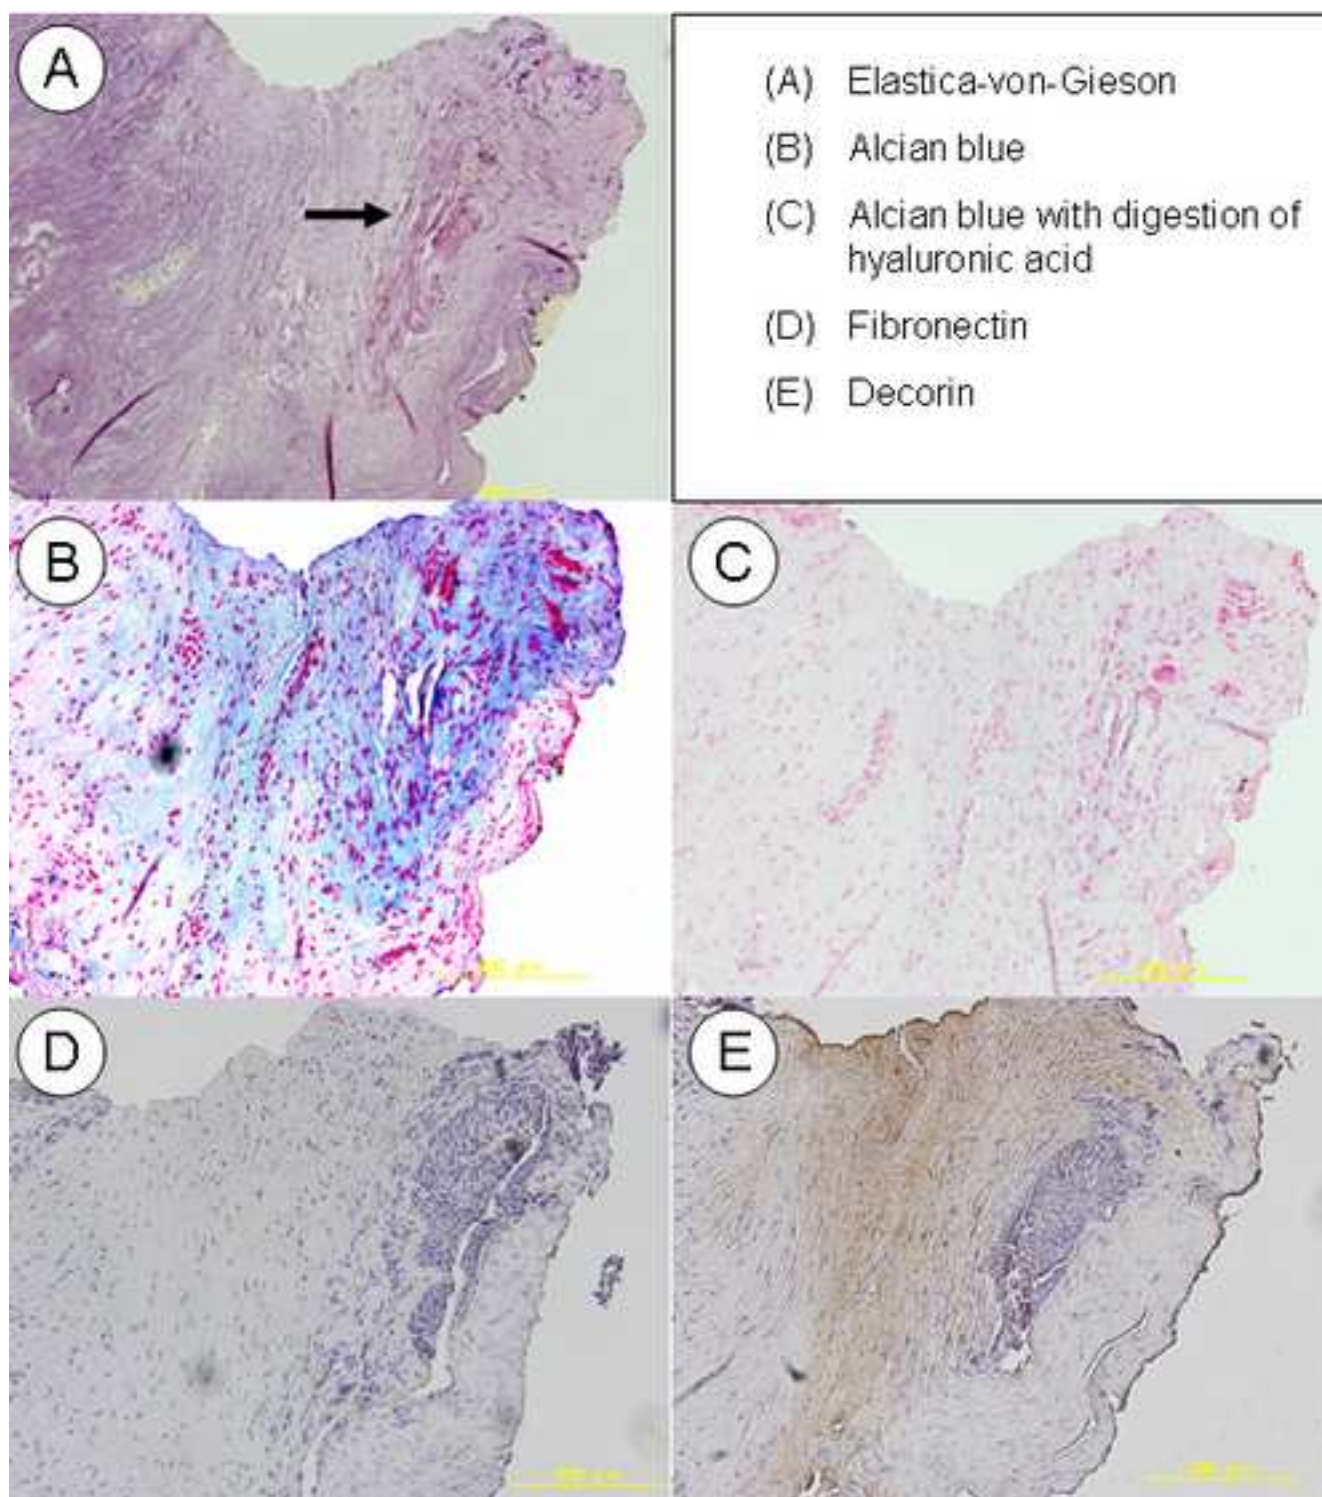 A
(A) Elastica-von-Gieson
(B) Alcian blue
(C) Alcian blue with digestion of
hyaluronic acid
(D) Fibronectin
(E) Decorin
B
C
D
E